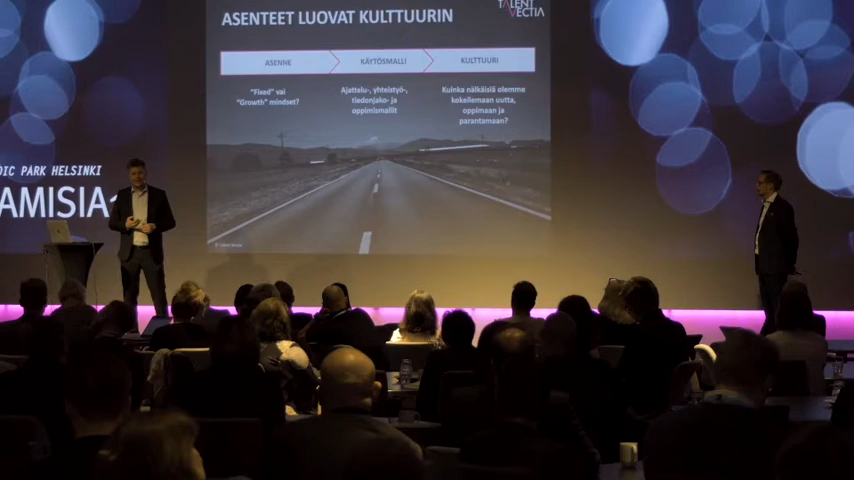 ASENTEET LUOVAT KULTTUURIN
TALENT
VECTIA
ASENNE
KÄYTÖSMALLI
KULTTUURI
"Fixed" vai
"Growth" mindset?
Ajattelu-, yhteistyö-,
tiedonjako- ja
oppimismallit
Kuinka nälkäisiä olemme
kokeilemaan uutta,
oppimaan ja
parantamaan?
DIC PARK HELSINKI
AMISIA